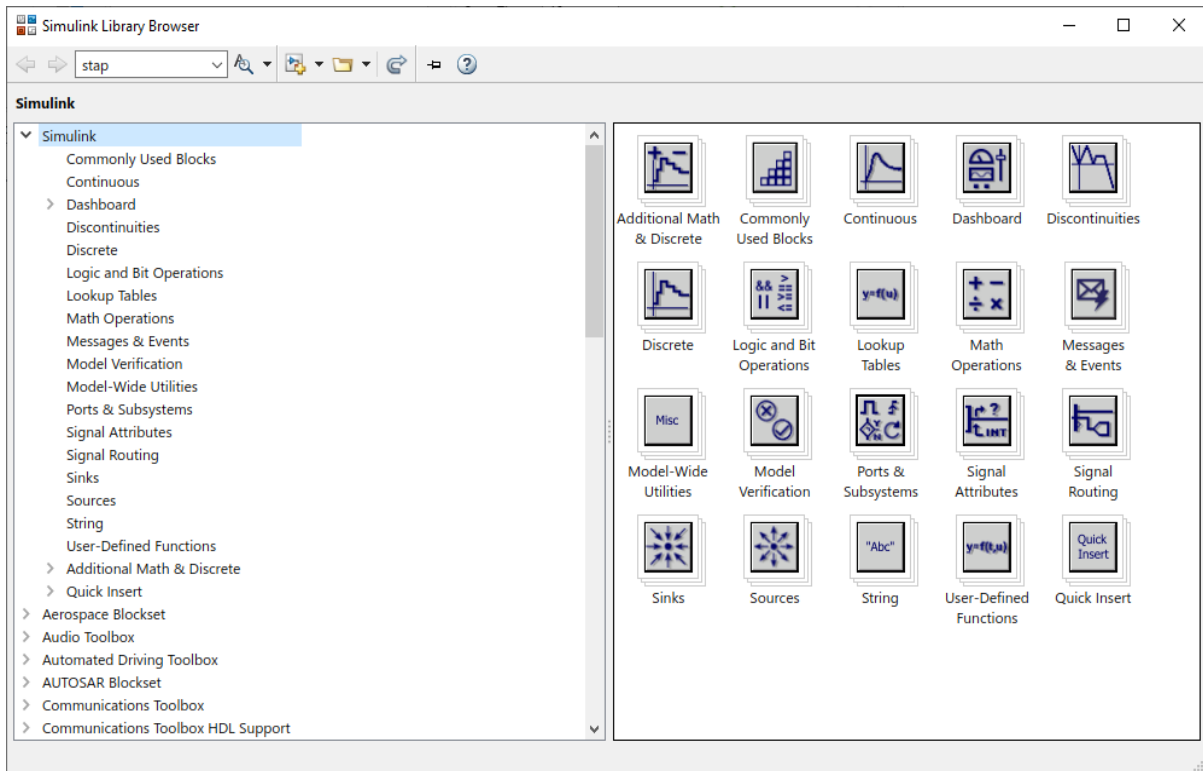 Simulink Library Browser
stap
Simulink
Simulink
Commonly Used Blocks
Continuous
Dashboard
Discontinuities
Discrete
Logic and Bit Operations
Lookup Tables
Math Operations
Messages & Events
Model Verification
Model-Wide Utilities
Ports & Subsystems
Signal Attributes
Signal Routing
Sinks
Sources
String
User-Defined Functions
Additional Math & Discrete
Quick Insert
Aerospace Blockset
Audio Toolbox
Automated Driving Toolbox
AUTOSAR Blockset
Communications Toolbox
Communications Toolbox HDL Support
Additional Math
& Discrete
Commonly
Used Blocks
Continuous
Dashboard
Discontinuities
Discrete
&& >
|| ==
>=
<=
Logic and Bit
Operations
y=f(u)
Lookup
Tables
+ −
÷ ×
Math
Operations
Messages
& Events
Misc
Model-Wide
Utilities
Model
Verification
Y
N
Ports &
Subsystems
?
INT
Signal
Attributes
Signal
Routing
Sinks
Sources
"Abc"
String
y=f(t,u)
User-Defined
Functions
Quick
Insert
Quick Insert